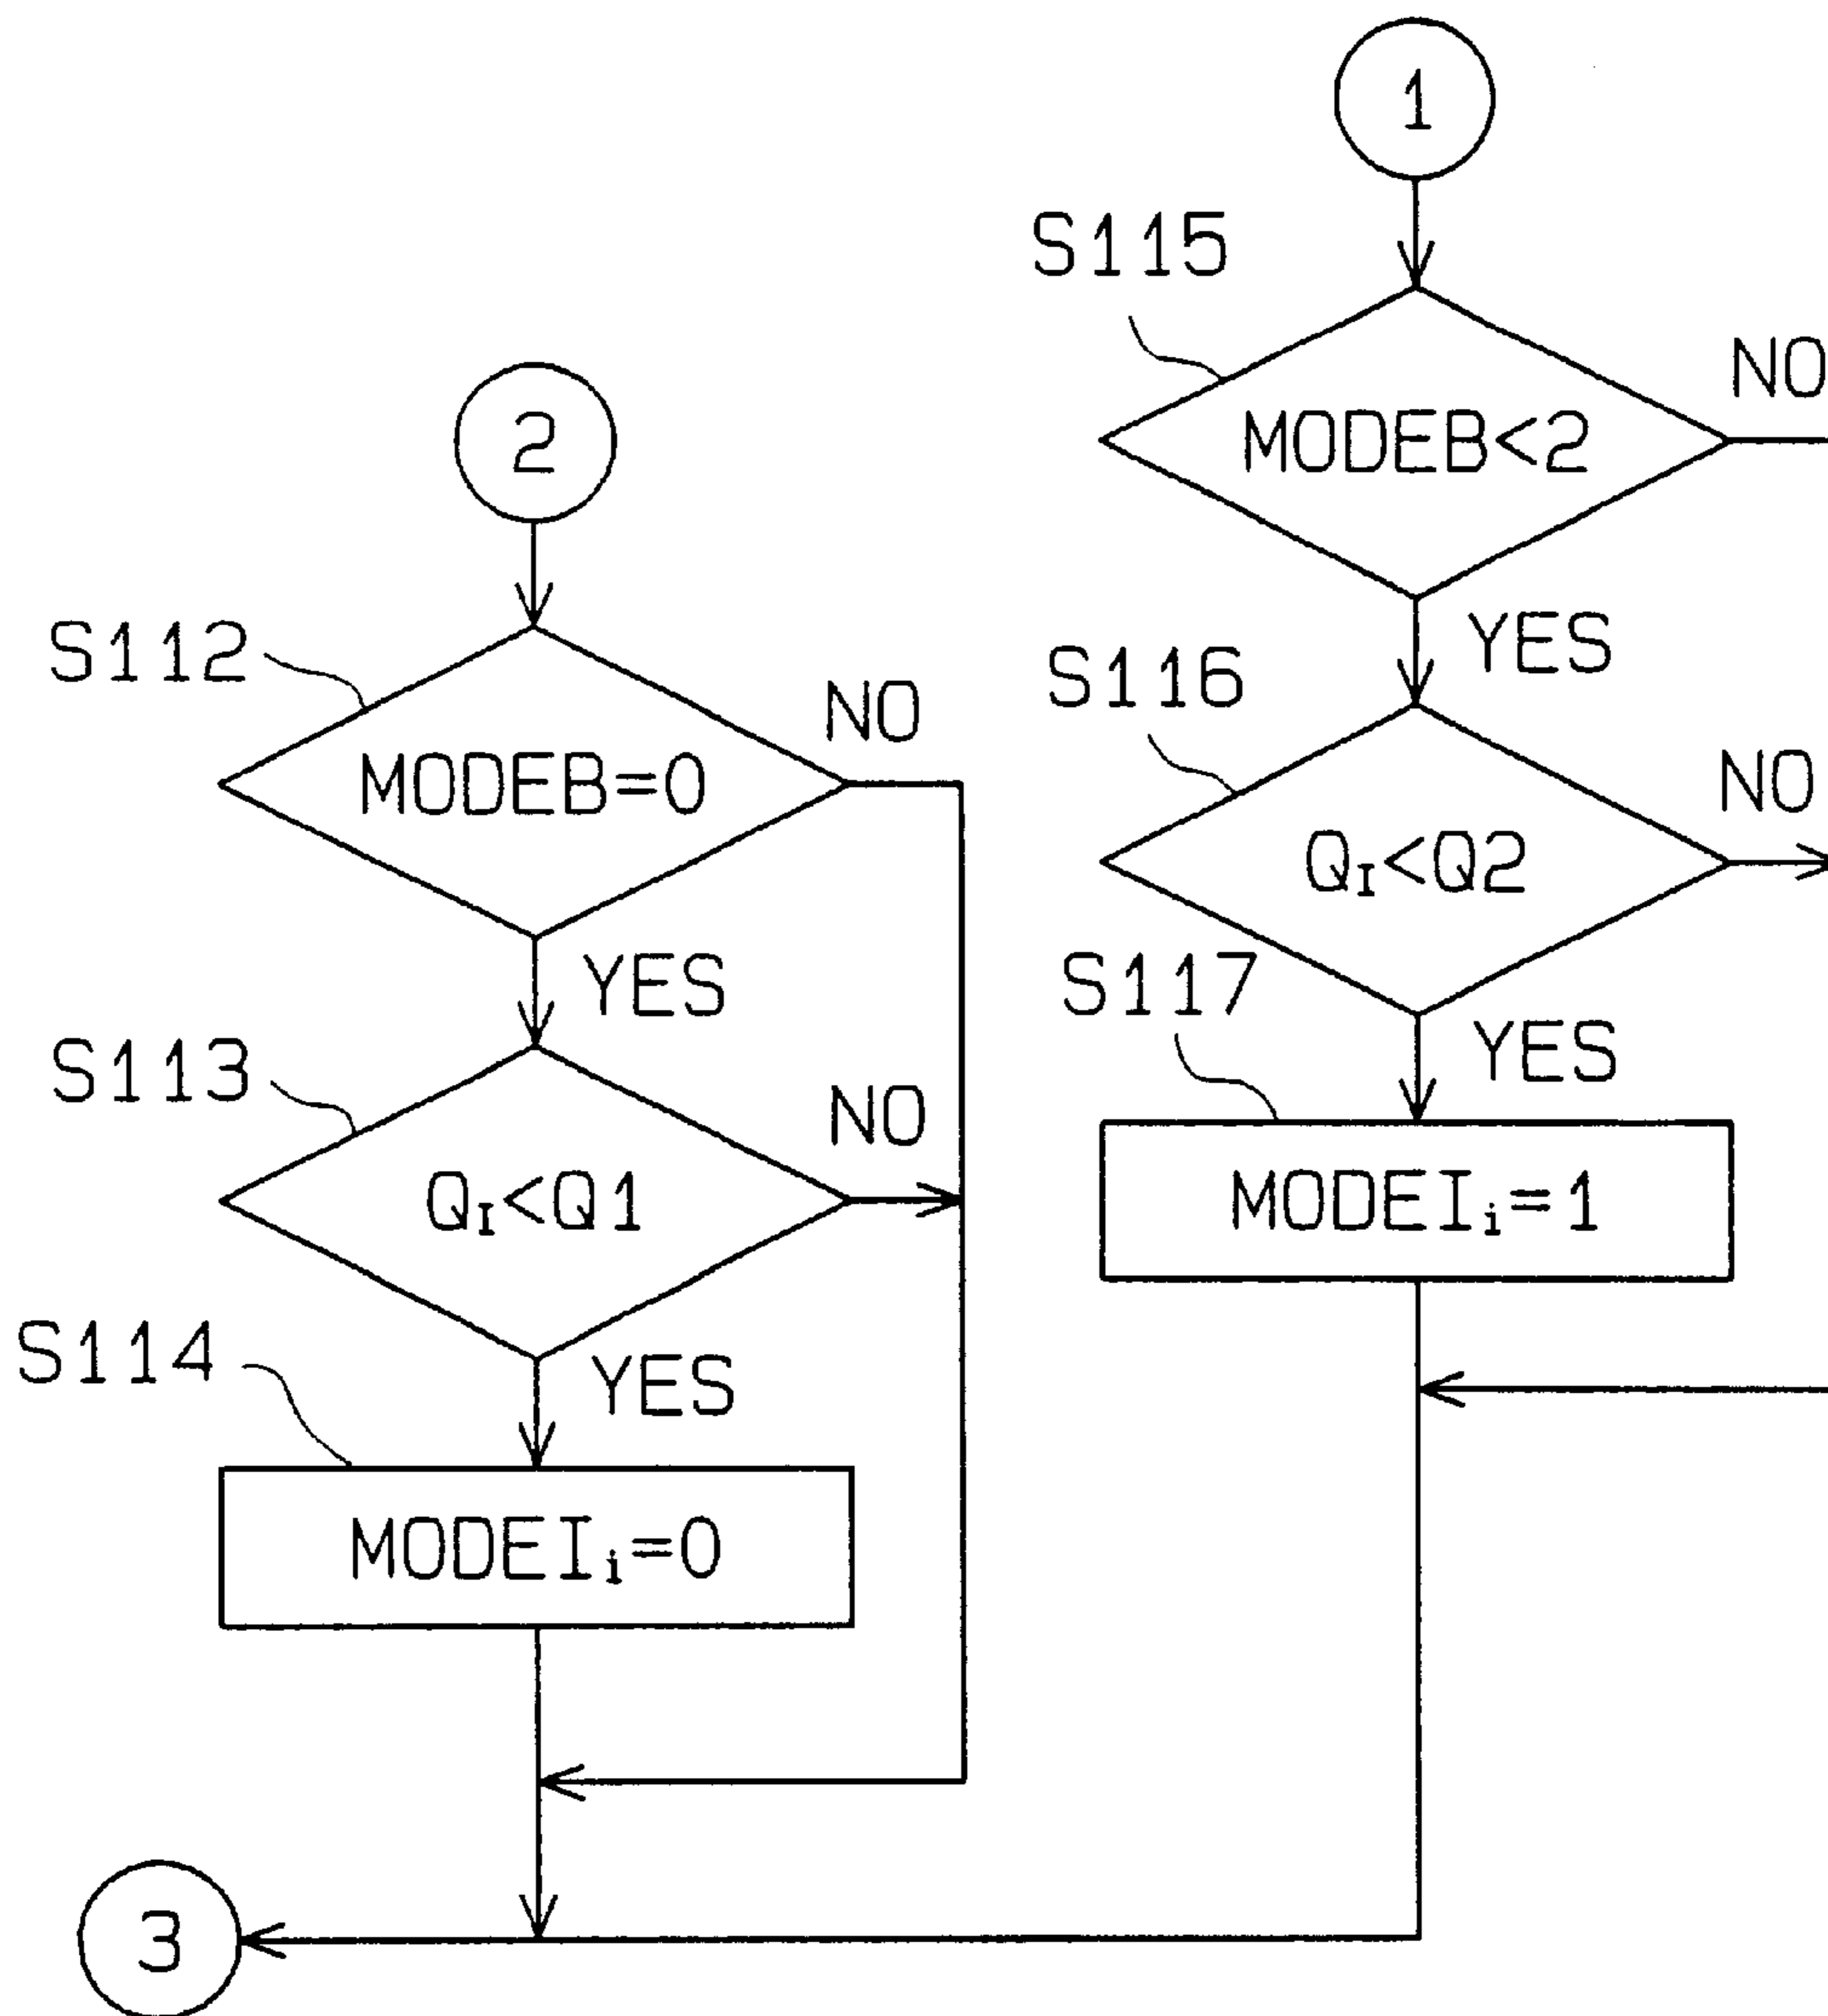 2
S112
MODEB=0
NO
YES
S113
QI<Q1
NO
YES
S114
MODEIi=0
3
1
S115
MODEB<2
NO
YES
S116
QI<Q2
NO
YES
S117
MODEIi=1